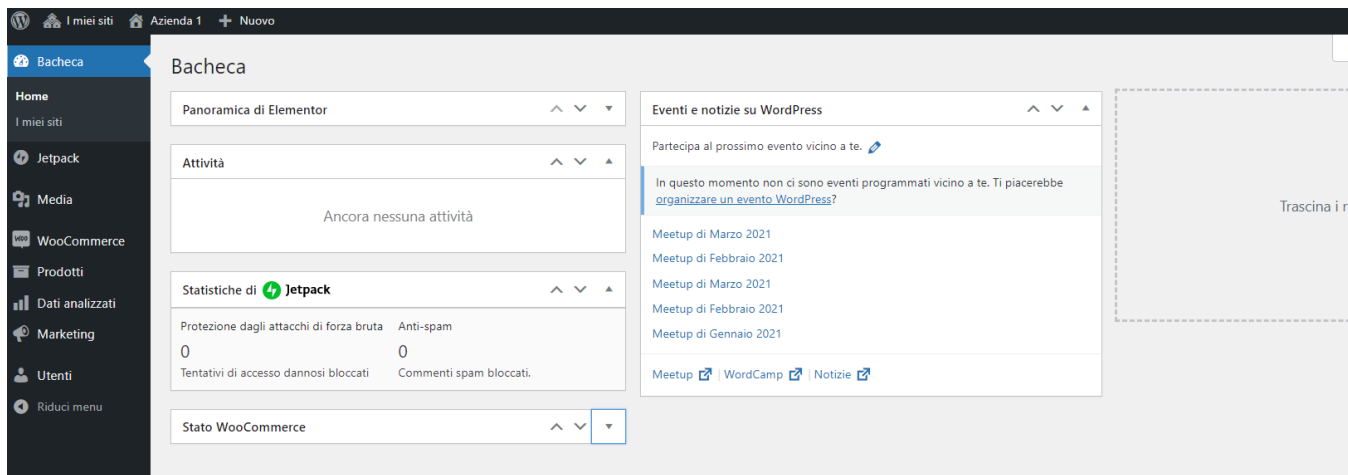 I miei siti Azienda 1 + Nuovo
Bacheca
Home
I miei siti
Jetpack
Media
WooCommerce
Prodotti
Dati analizzati
Marketing
Utenti
Riduci menu
Bacheca
Panoramica di Elementor
Attività
Ancora nessuna attività
Statistiche di Jetpack
Protezione dagli attacchi di forza bruta Anti-spam
0 0
Tentativi di accesso dannosi bloccati Commenti spam bloccati.
Stato WooCommerce
Eventi e notizie su WordPress
Partecipa al prossimo evento vicino a te.
In questo momento non ci sono eventi programmati vicino a te. Ti piacerebbe
organizzare un evento WordPress?
Meetup di Marzo 2021
Meetup di Febbraio 2021
Meetup di Marzo 2021
Meetup di Febbraio 2021
Meetup di Gennaio 2021
Meetup | WordCamp | Notizie
Trascina i r